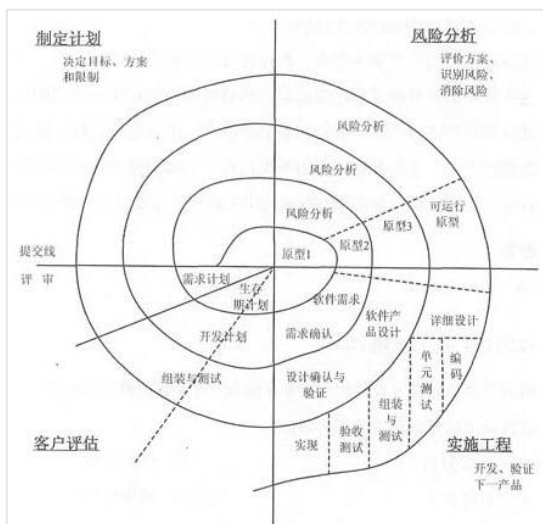 制定计划
决定目标、方案
和限制
风险分析
评价方案、
识别风险、
消除风险
风险分析
风险分析
风险分析
可运行
原型
原型3
原型2
原型1
提交线
评审
需求计划
生存
期计划
软件需求
开发计划
需求确认
软件产
品设计
详细设计
组装与测试
设计确认与
验证
单元测试
编码
组装与测试
验收
测试
实现
客户评估
实施工程
开发、验证
下一产品